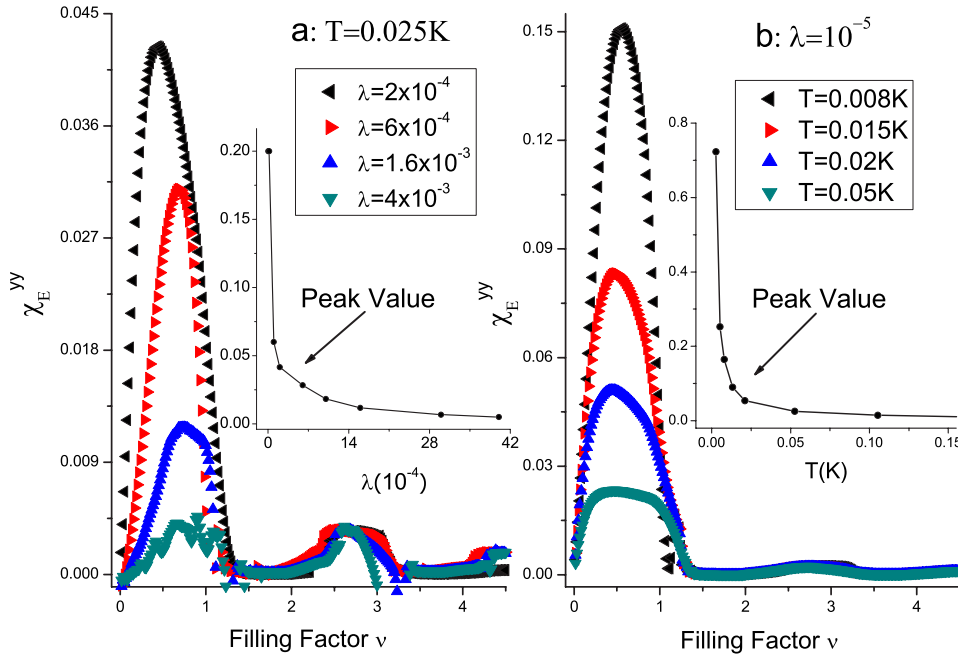 a: T=0.025K
χ_E^yy
0.045
0.036
0.027
0.018
0.009
0.000
λ=2x10⁻⁴
λ=6x10⁻⁴
λ=1.6x10⁻³
λ=4x10⁻³
0.20
0.15
0.10
0.05
0.00
Peak Value
0 14 28 42
λ(10⁻⁴)
0 1 2 3 4
Filling Factor ν
b: λ=10⁻⁵
χ_E^yy
0.15
0.12
0.09
0.06
0.03
0.00
T=0.008K
T=0.015K
T=0.02K
T=0.05K
0.8
0.6
0.4
0.2
0.0
Peak Value
0.00 0.05 0.10 0.15
T(K)
0 1 2 3 4
Filling Factor ν